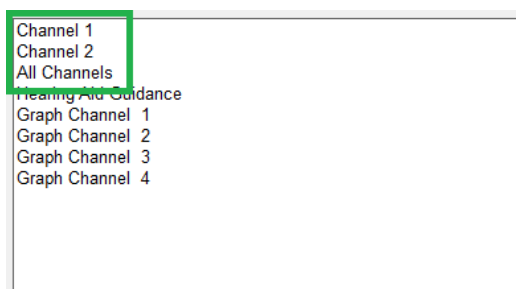 Channel 1
Channel 2
All Channels
Hearing Aid Guidance
Graph Channel  1
Graph Channel  2
Graph Channel  3
Graph Channel  4